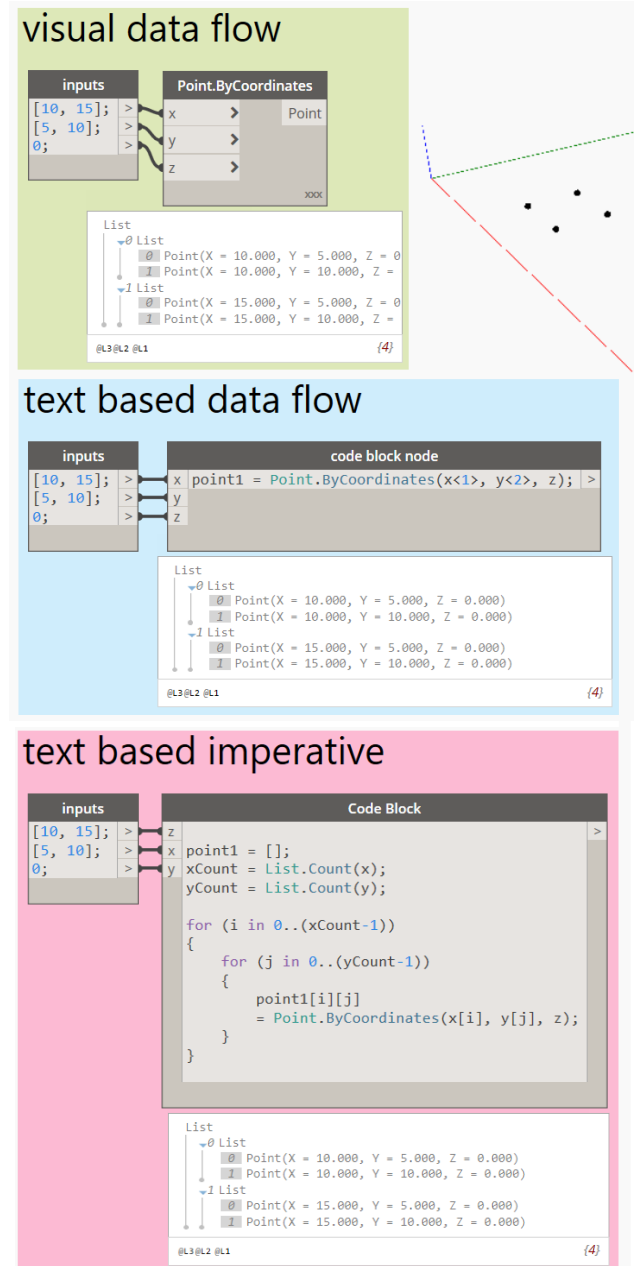 visual data flow
inputs
[10, 15]; >
[5, 10]; >
0; >
Point.ByCoordinates
x > Point
y >
z >
xxx
List
0 List
0 Point(X = 10.000, Y = 5.000, Z = 0
1 Point(X = 10.000, Y = 10.000, Z =
1 List
0 Point(X = 15.000, Y = 5.000, Z = 0
1 Point(X = 15.000, Y = 10.000, Z =
@L3 @L2 @L1 {4}
text based data flow
inputs
[10, 15]; >
[5, 10]; >
0; >
code block node
x point1 = Point.ByCoordinates(x<1>, y<2>, z); >
y
z
List
0 List
0 Point(X = 10.000, Y = 5.000, Z = 0.000)
1 Point(X = 10.000, Y = 10.000, Z = 0.000)
1 List
0 Point(X = 15.000, Y = 5.000, Z = 0.000)
1 Point(X = 15.000, Y = 10.000, Z = 0.000)
@L3 @L2 @L1 {4}
text based imperative
inputs
[10, 15]; >
[5, 10]; >
0; >
Code Block
z >
x point1 = [];
y xCount = List.Count(x);
yCount = List.Count(y);
for (i in 0..(xCount-1))
{
for (j in 0..(yCount-1))
{
point1[i][j]
= Point.ByCoordinates(x[i], y[j], z);
}
}
List
0 List
0 Point(X = 10.000, Y = 5.000, Z = 0.000)
1 Point(X = 10.000, Y = 10.000, Z = 0.000)
1 List
0 Point(X = 15.000, Y = 5.000, Z = 0.000)
1 Point(X = 15.000, Y = 10.000, Z = 0.000)
@L3 @L2 @L1 {4}